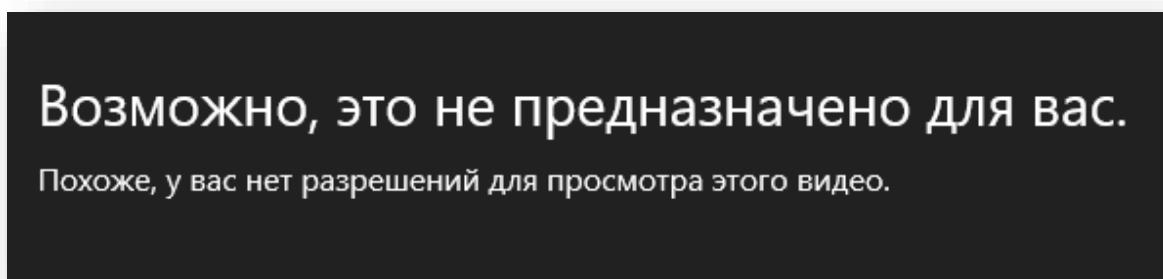 Возможно, это не предназначено для вас.
Похоже, у вас нет разрешений для просмотра этого видео.